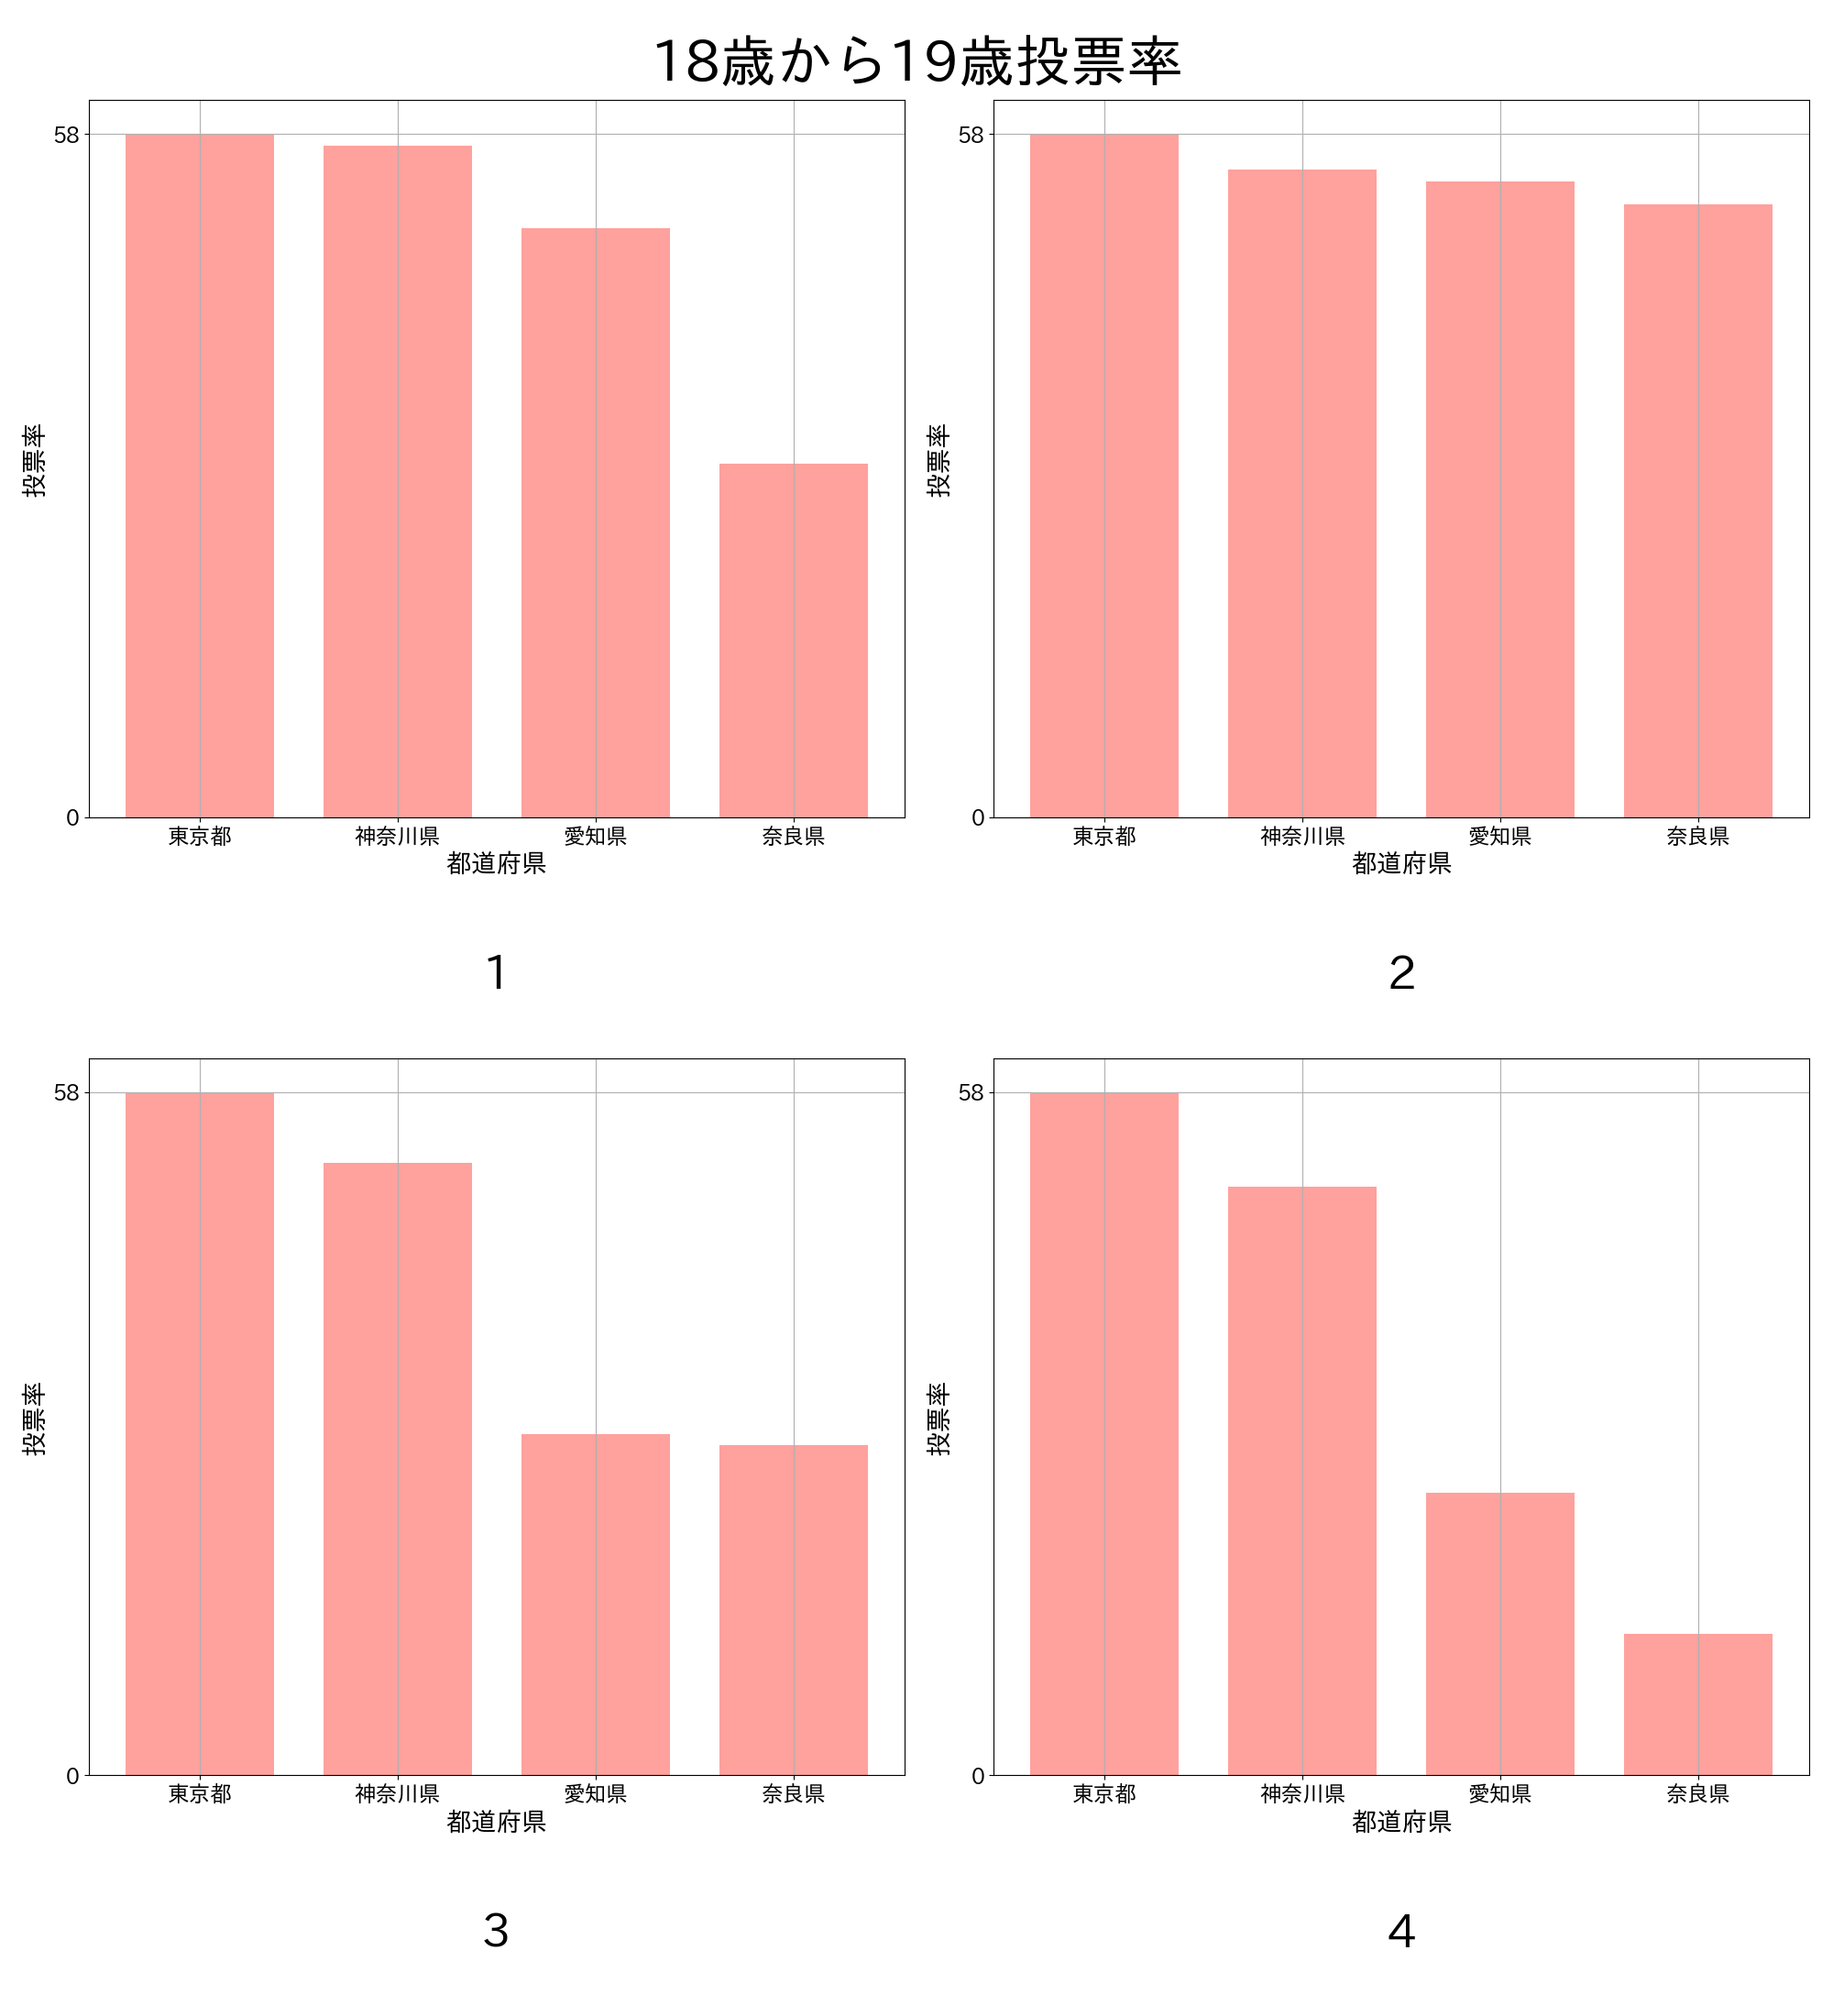 18歳から19歳投票率
58
0
投票率
東京都 神奈川県 愛知県 奈良県
都道府県
1
58
0
投票率
東京都 神奈川県 愛知県 奈良県
都道府県
2
58
0
投票率
東京都 神奈川県 愛知県 奈良県
都道府県
3
58
0
投票率
東京都 神奈川県 愛知県 奈良県
都道府県
4